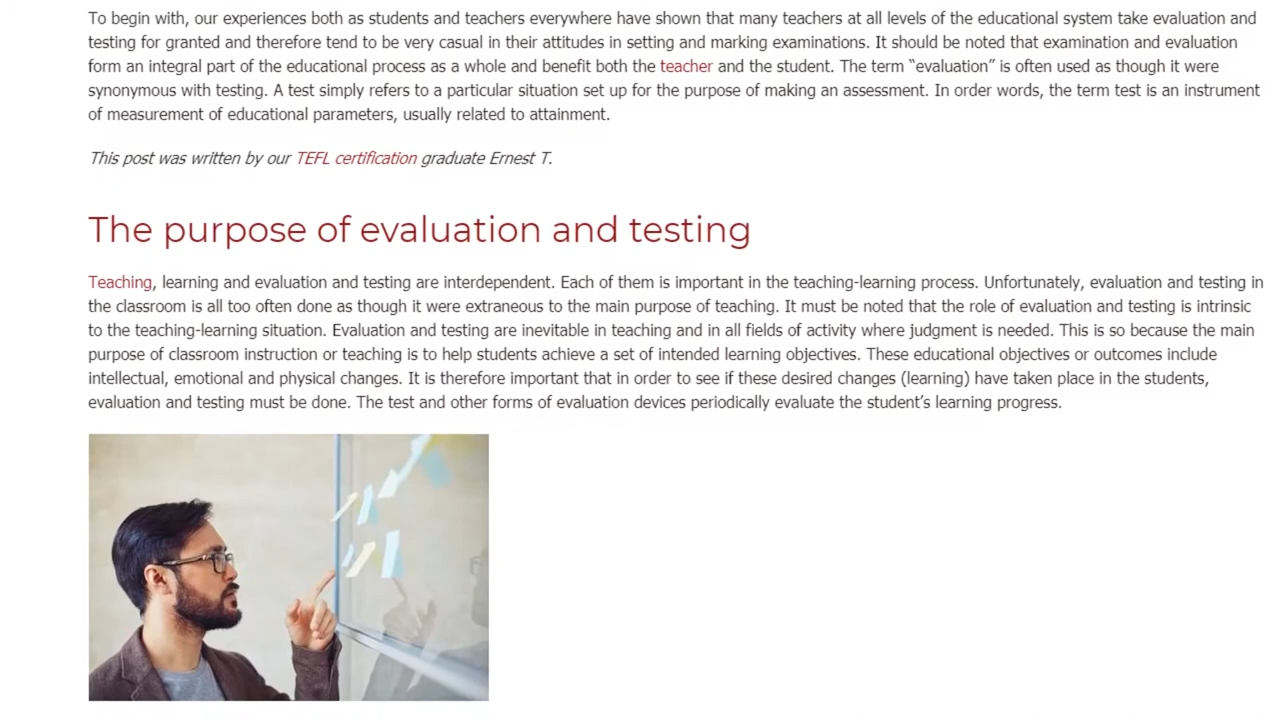 To begin with, our experiences both as students and teachers everywhere have shown that many teachers at all levels of the educational system take evaluation and
testing for granted and therefore tend to be very casual in their attitudes in setting and marking examinations. It should be noted that examination and evaluation
form an integral part of the educational process as a whole and benefit both the teacher and the student. The term “evaluation” is often used as though it were
synonymous with testing. A test simply refers to a particular situation set up for the purpose of making an assessment. In order words, the term test is an instrument
of measurement of educational parameters, usually related to attainment.
This post was written by our TEFL certification graduate Ernest T.
The purpose of evaluation and testing
Teaching, learning and evaluation and testing are interdependent. Each of them is important in the teaching-learning process. Unfortunately, evaluation and testing in
the classroom is all too often done as though it were extraneous to the main purpose of teaching. It must be noted that the role of evaluation and testing is intrinsic
to the teaching-learning situation. Evaluation and testing are inevitable in teaching and in all fields of activity where judgment is needed. This is so because the main
purpose of classroom instruction or teaching is to help students achieve a set of intended learning objectives. These educational objectives or outcomes include
intellectual, emotional and physical changes. It is therefore important that in order to see if these desired changes (learning) have taken place in the students,
evaluation and testing must be done. The test and other forms of evaluation devices periodically evaluate the student’s learning progress.